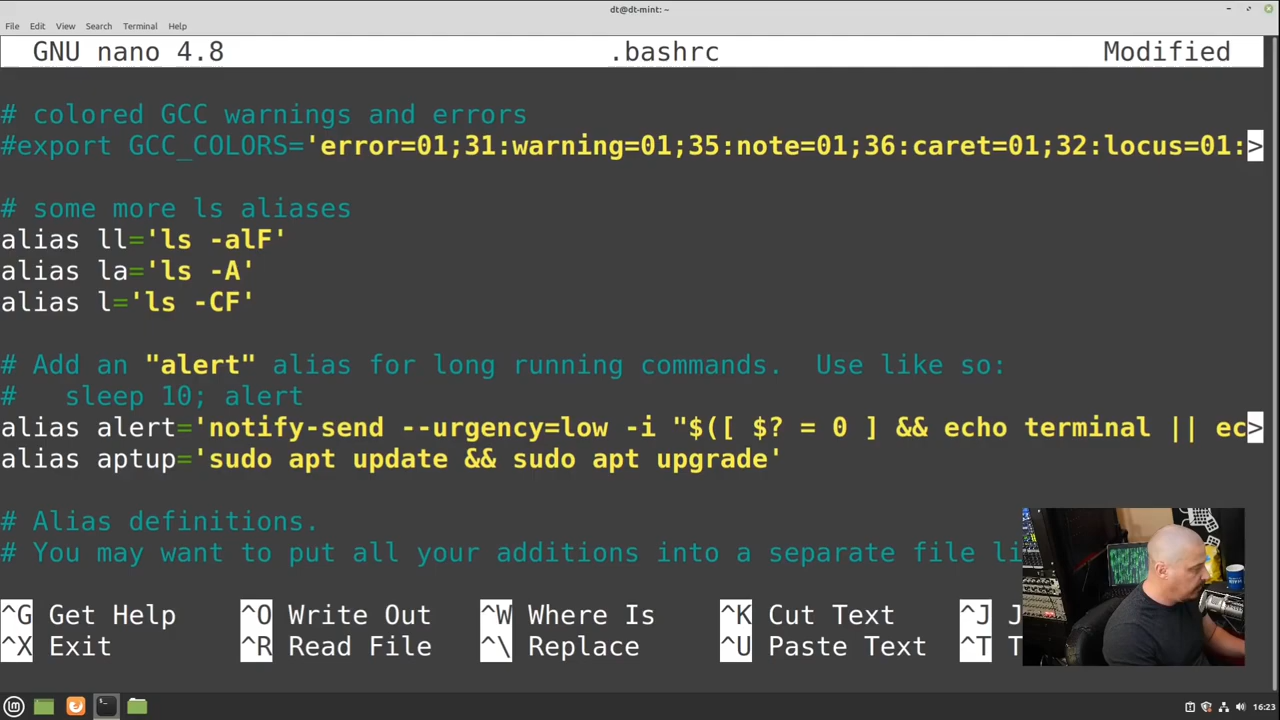 dt@dt-mint: ~
File Edit View Search Terminal Help
GNU nano 4.8 .bashrc Modified
# colored GCC warnings and errors
#export GCC_COLORS='error=01;31:warning=01;35:note=01;36:caret=01;32:locus=01:>
# some more ls aliases
alias ll='ls -alF'
alias la='ls -A'
alias l='ls -CF'
# Add an "alert" alias for long running commands.  Use like so:
#   sleep 10; alert
alias alert='notify-send --urgency=low -i "$([ $? = 0 ] && echo terminal || ec>
alias aptup='sudo apt update && sudo apt upgrade'
# Alias definitions.
# You may want to put all your additions into a separate file li
^G Get Help ^O Write Out ^W Where Is ^K Cut Text ^J J
^X Exit ^R Read File ^\ Replace ^U Paste Text ^T T
16:23